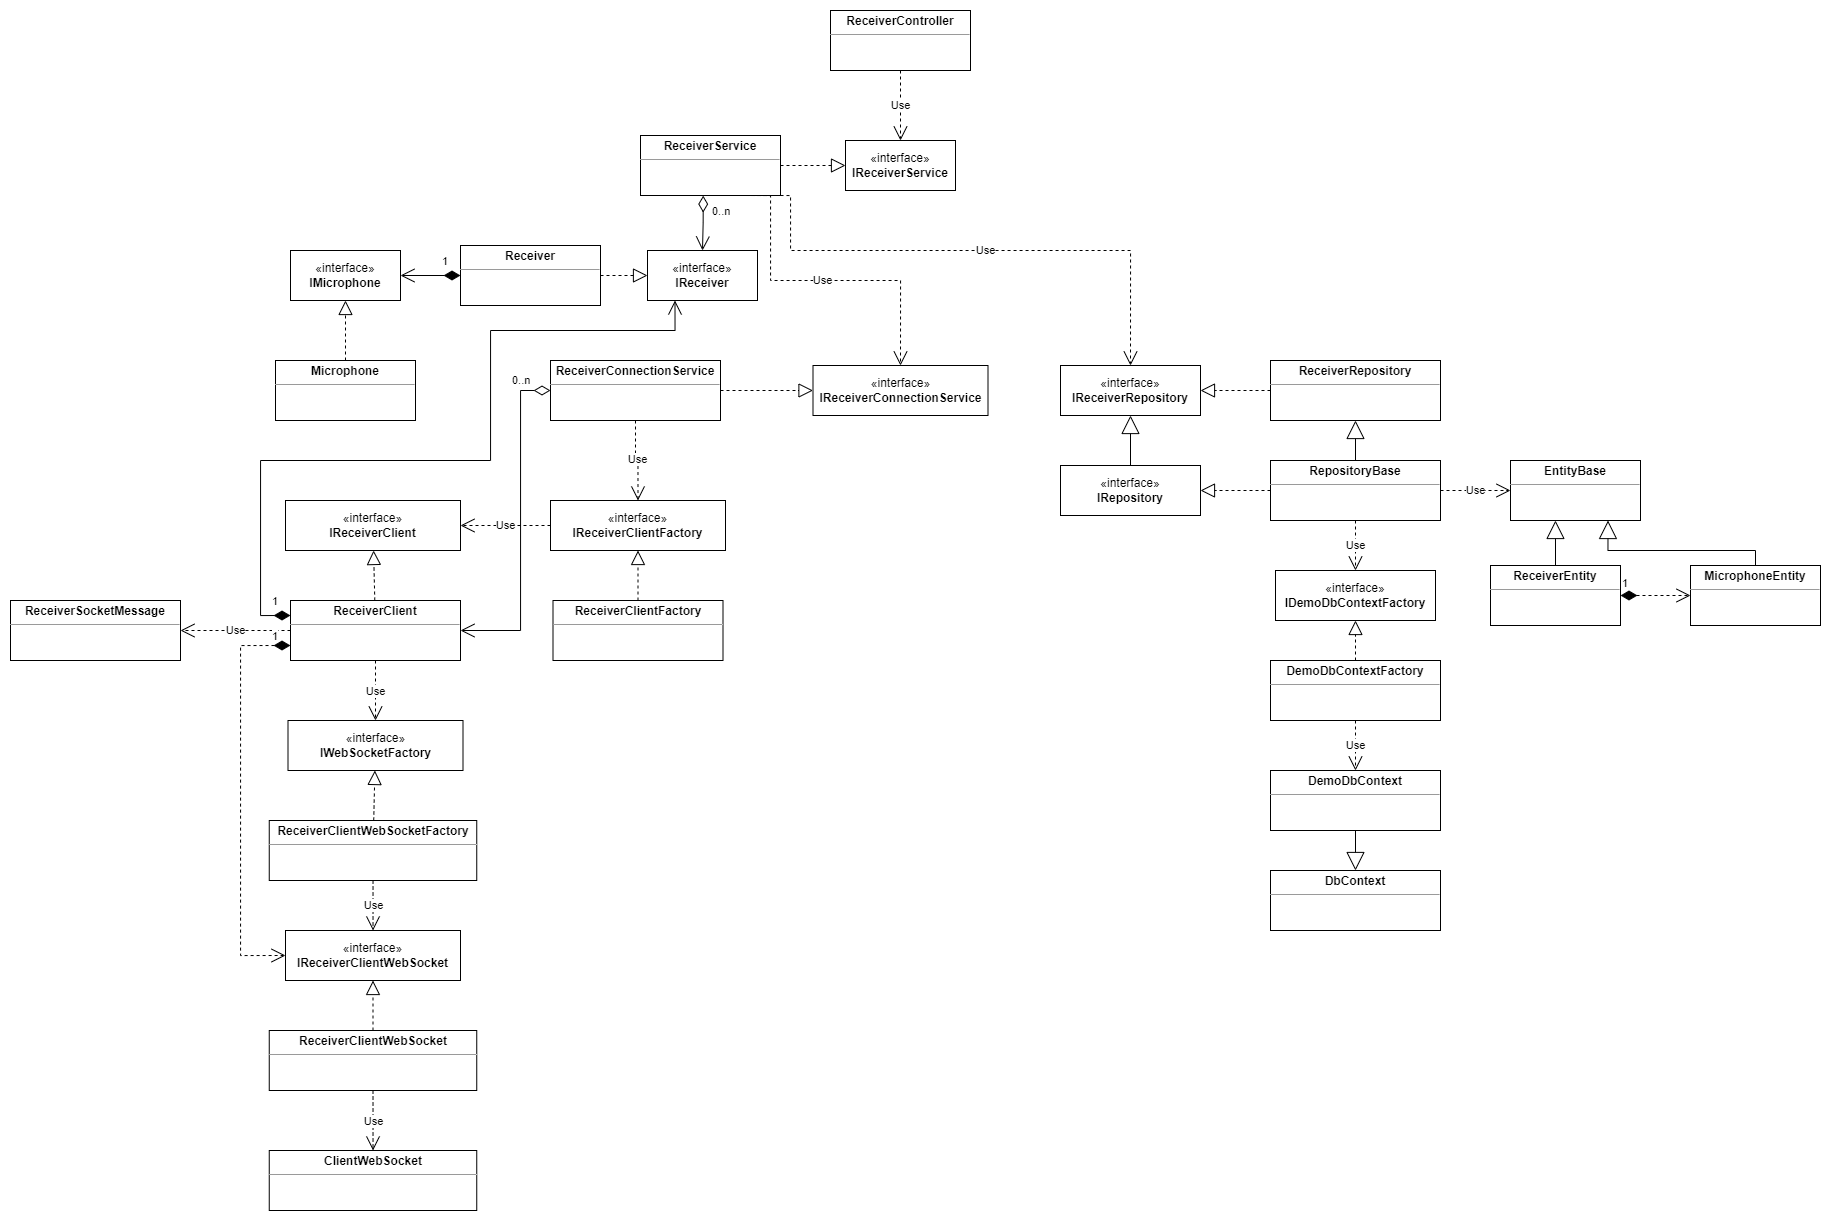 ReceiverController
Use
ReceiverService
«interface»
IReceiverService
0..n
Use
«interface»
IMicrophone
1
Receiver
«interface»
IReceiver
Use
Microphone
0..n
ReceiverConnectionService
«interface»
IReceiverConnectionService
«interface»
IReceiverRepository
ReceiverRepository
Use
«interface»
IRepository
RepositoryBase
Use
EntityBase
«interface»
IReceiverClient
Use
«interface»
IReceiverClientFactory
Use
«interface»
IDemoDbContextFactory
ReceiverEntity
1
MicrophoneEntity
ReceiverSocketMessage
Use
1
1
ReceiverClient
ReceiverClientFactory
Use
«interface»
IWebSocketFactory
DemoDbContextFactory
Use
DemoDbContext
ReceiverClientWebSocketFactory
Use
DbContext
«interface»
IReceiverClientWebSocket
ReceiverClientWebSocket
Use
ClientWebSocket